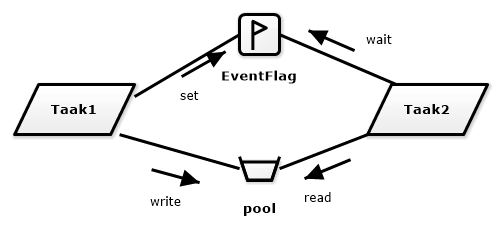 wait
EventFlag
set
Taak1
Taak2
write
read
pool